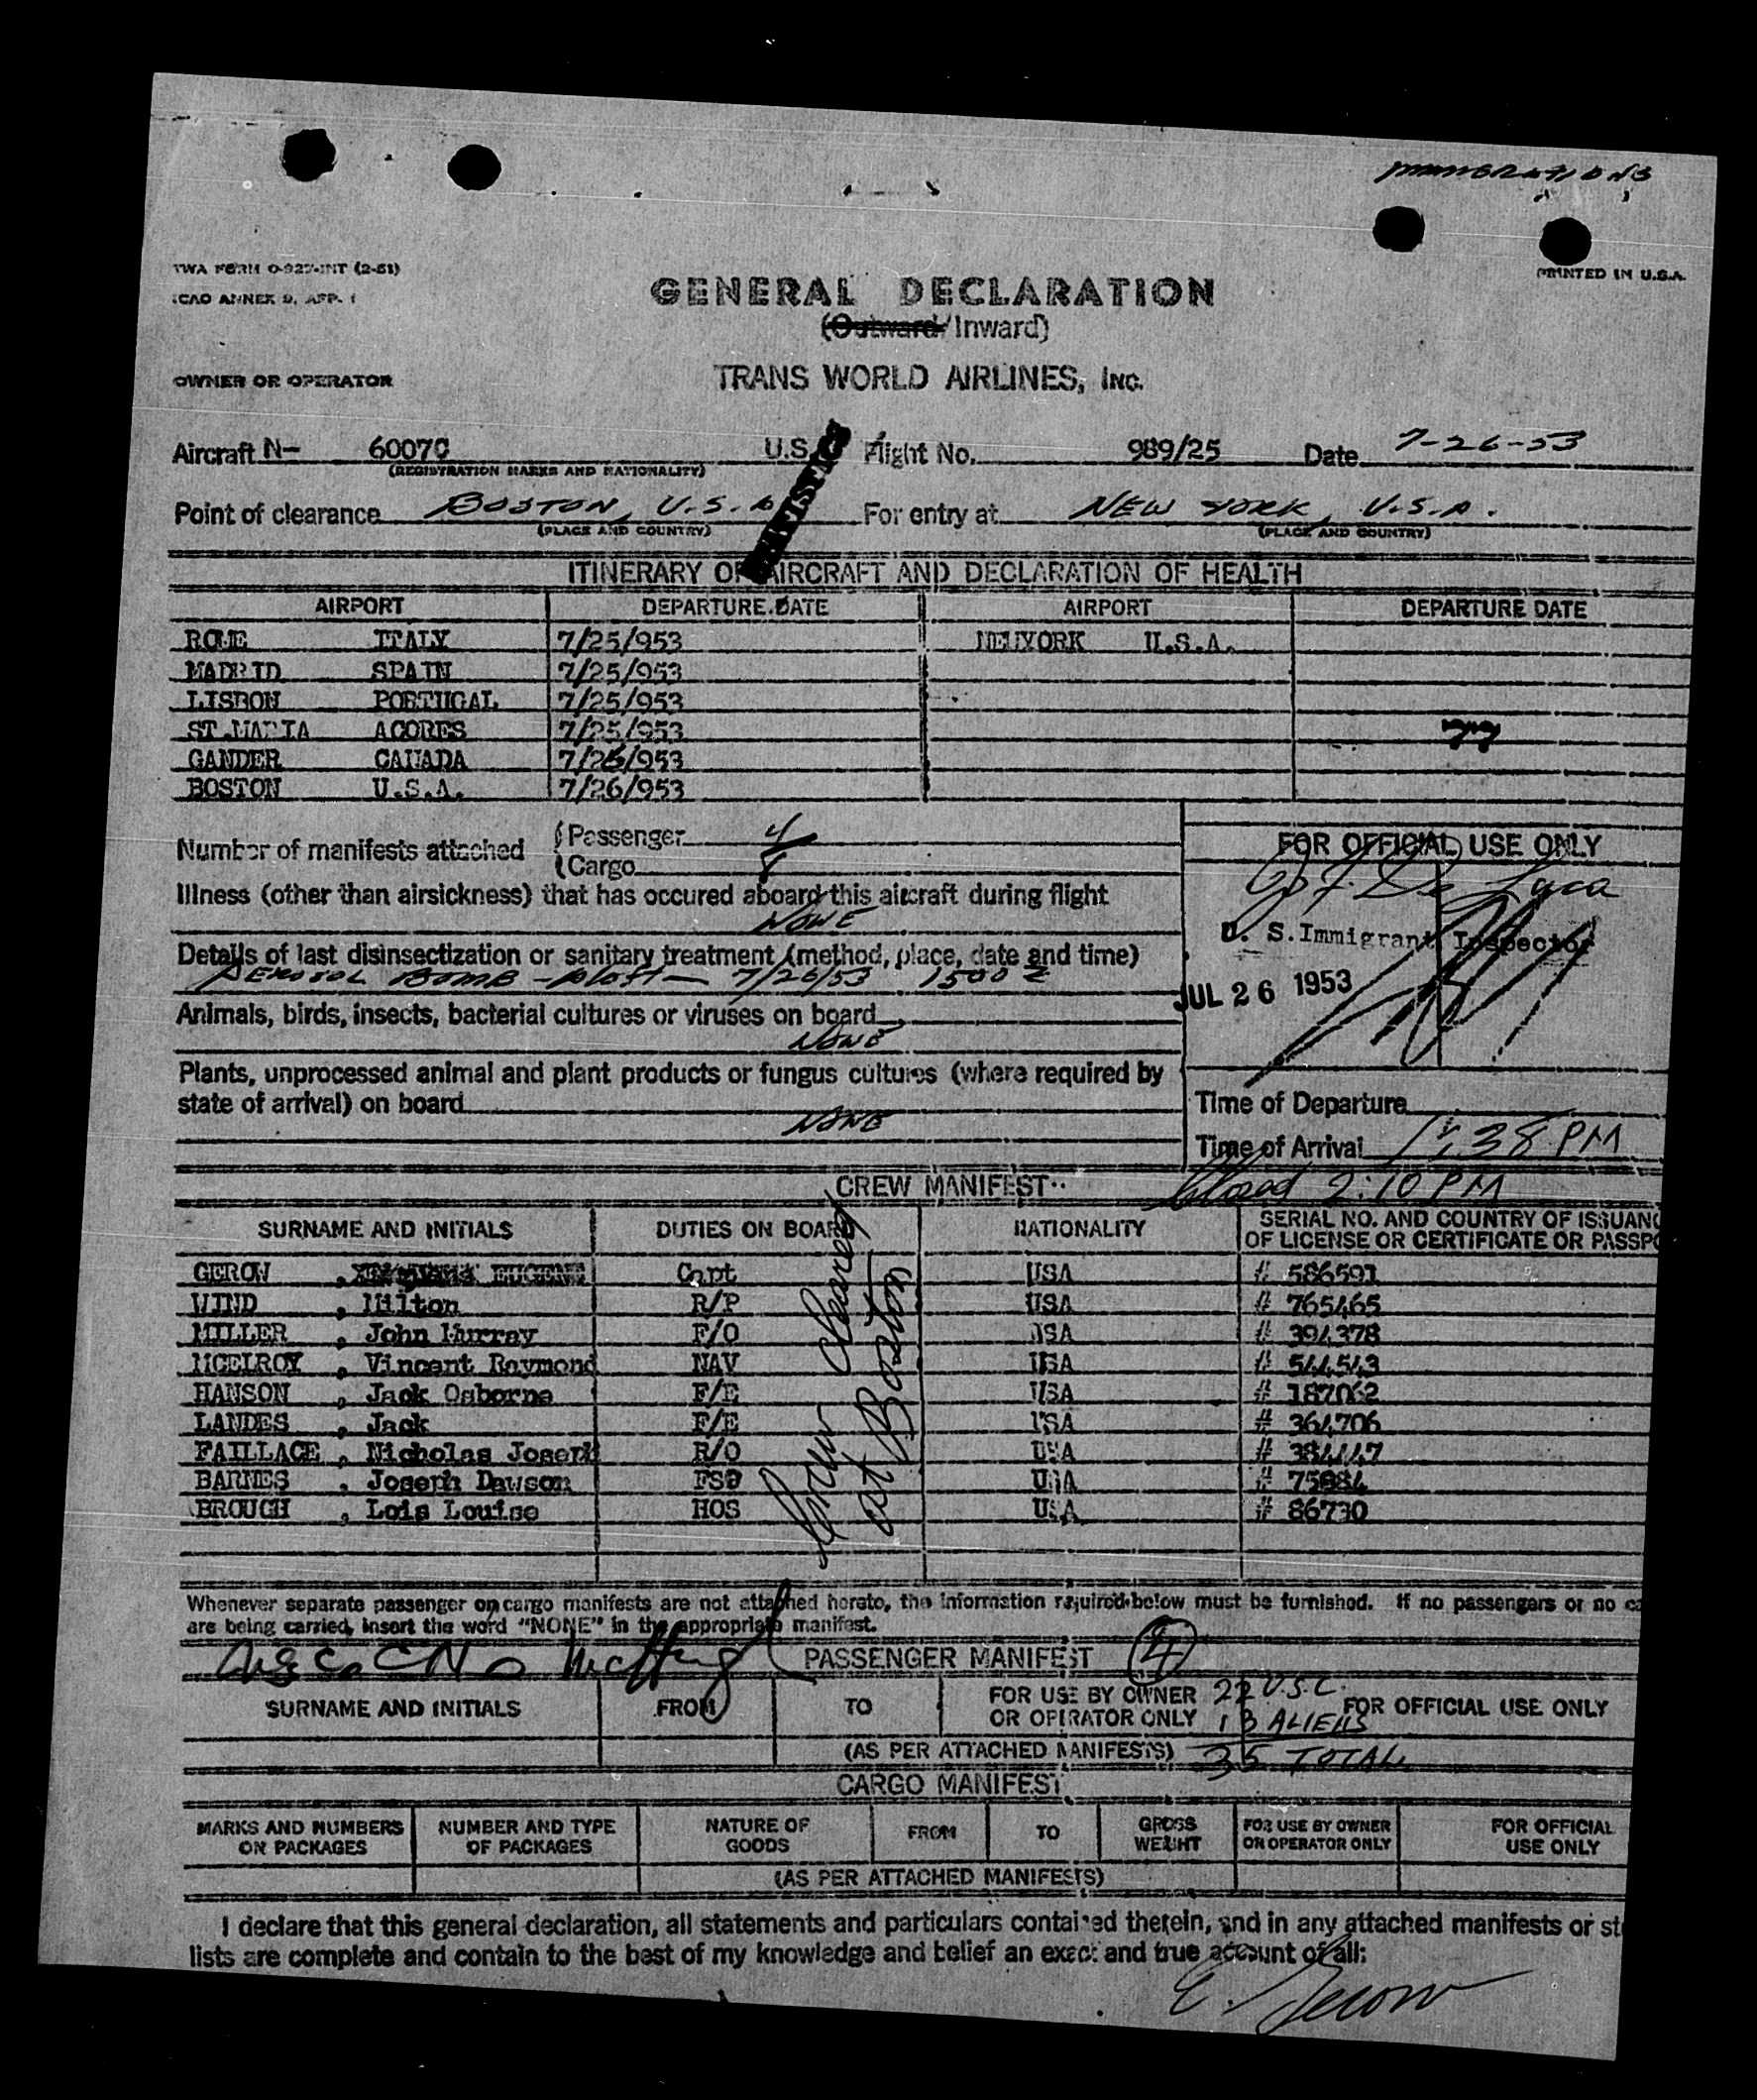 IMMIGRATIONS
TWA FORM O-927-INT (2-51)
ICAO ANNEX 9, APP. 1
PRINTED IN U.S.A.
GENERAL DECLARATION
(Outward/Inward)
OWNER OR OPERATOR
TRANS WORLD AIRLINES, INC.
Aircraft N- 6007C U.S. Flight No. 989/25 Date 7-26-53
(REGISTRATION MARKS AND NATIONALITY)
Point of clearance BOSTON, U.S.A For entry at NEW YORK, U.S.A.
(PLACE AND COUNTRY) (PLACE AND COUNTRY)
ITINERARY OF AIRCRAFT AND DECLARATION OF HEALTH
AIRPORT DEPARTURE DATE AIRPORT DEPARTURE DATE
ROME ITALY 7/25/953 NEWYORK U.S.A.
MADRID SPAIN 7/25/953
LISBON PORTUGAL 7/25/953
ST.MARIA ACORES 7/25/953
GANDER CANADA 7/26/953
BOSTON U.S.A. 7/26/953
Number of manifests attached (Passenger 4
(Cargo
FOR OFFICIAL USE ONLY
Illness (other than airsickness) that has occured aboard this aircraft during flight
NONE
U. S. Immigrant Inspector
Details of last disinsectization or sanitary treatment (method, place, date and time)
AEROSOL BOMB - 7/26/53 1500 Z
JUL 26 1953
Animals, birds, insects, bacterial cultures or viruses on board
NONE
Plants, unprocessed animal and plant products or fungus cultures (where required by
state of arrival) on board
NONE
Time of Departure
Time of Arrival 38 PM
CREW MANIFEST
2:10 PM
SURNAME AND INITIALS DUTIES ON BOARD NATIONALITY SERIAL NO. AND COUNTRY OF ISSUANC
OF LICENSE OR CERTIFICATE OR PASSPO
GEROW , EUGENE Capt USA # 586591
WIND , Milton R/P USA # 765465
MILLER , John Murray F/O USA # 394378
MCELROY , Vincent Raymond NAV USA # 544543
HANSON , Jack Osborne F/E USA # 187062
LANDES , Jack F/E USA # 364706
FAILLACE , Nicholas Joseph R/O USA # 384447
BARNES , Joseph Dawson USA
BROUGH , Lois Louise HOS USA # 86730
Crew Cleared
at Boston
Whenever separate passenger or cargo manifests are not attached hereto, the information required below must be furnished. If no passengers or no ca
are being carried, insert the word "NONE" in the appropriate manifest.
PASSENGER MANIFEST 4
SURNAME AND INITIALS FROM TO FOR USE BY OWNER 22 U.S.C. FOR OFFICIAL USE ONLY
OR OPERATOR ONLY 13 ALIENS
(AS PER ATTACHED MANIFESTS) 35 TOTAL
CARGO MANIFEST
MARKS AND NUMBERS NUMBER AND TYPE NATURE OF FROM TO GROSS FOR USE BY OWNER FOR OFFICIAL
ON PACKAGES OF PACKAGES GOODS WEIGHT OR OPERATOR ONLY USE ONLY
(AS PER ATTACHED MANIFESTS)
I declare that this general declaration, all statements and particulars contained therein, and in any attached manifests or st
lists are complete and contain to the best of my knowledge and belief an exact and true account of all:
E. Gerow